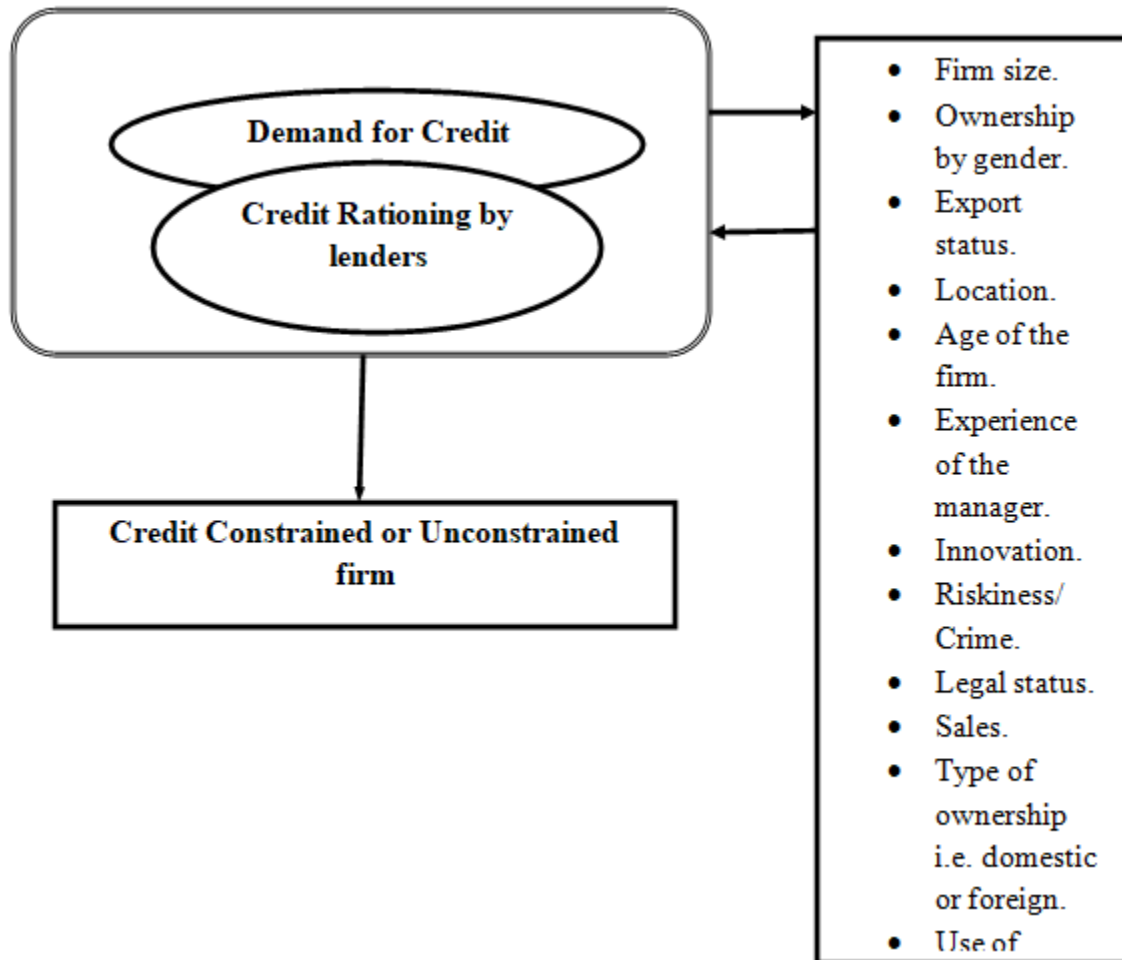 Demand for Credit
Credit Rationing by
lenders
Credit Constrained or Unconstrained
firm
• Firm size.
• Ownership
by gender.
• Export
status.
• Location.
• Age of the
firm.
• Experience
of the
manager.
• Innovation.
• Riskiness/
Crime.
• Legal status.
• Sales.
• Type of
ownership
i.e. domestic
or foreign.
• Use of